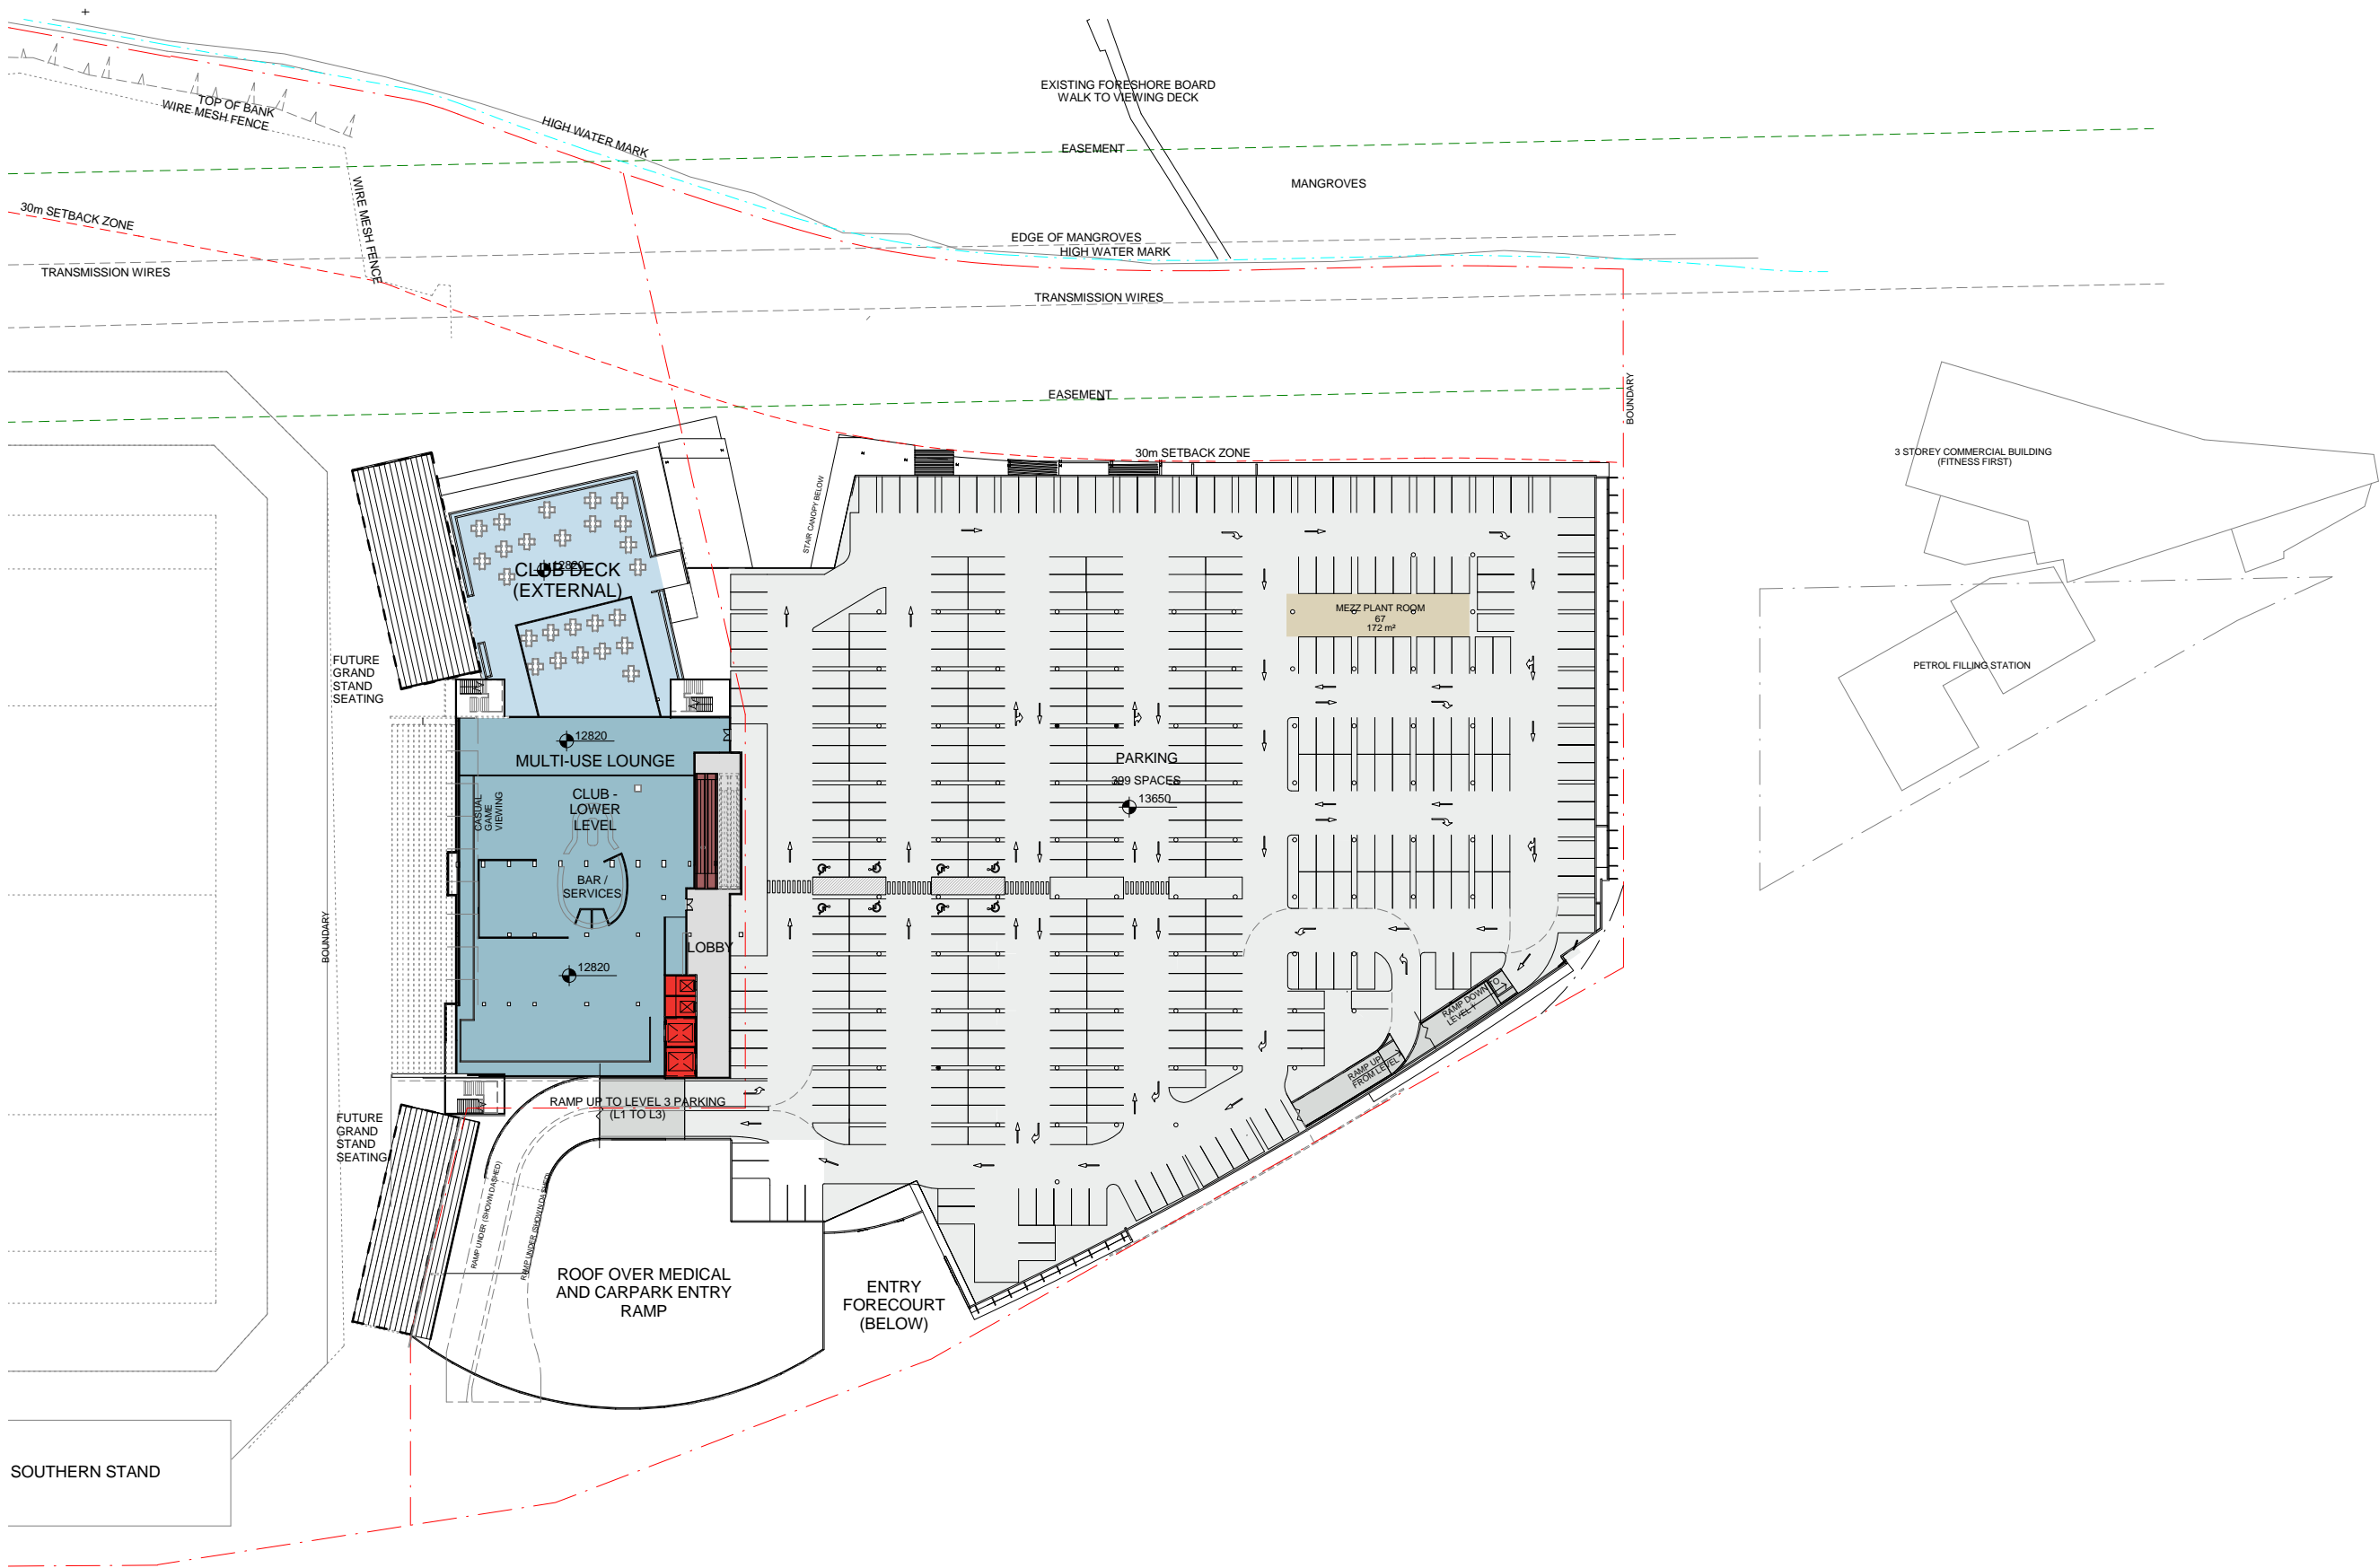 EXISTING FORESHORE BOARD
WALK TO VIEWING DECK
TOP OF BANK
WIRE MESH FENCE
HIGH WATER MARK
EASEMENT
MANGROVES
WIRE MESH FENCE
30m SETBACK ZONE
EDGE OF MANGROVES
HIGH WATER MARK
TRANSMISSION WIRES
TRANSMISSION WIRES
EASEMENT
BOUNDARY
30m SETBACK ZONE
3 STOREY COMMERCIAL BUILDING
(FITNESS FIRST)
STAIR CANOPY BELOW
12820
CLUB DECK
(EXTERNAL)
MEZZ PLANT ROOM
67
172 m²
PETROL FILLING STATION
FUTURE
GRAND
STAND
SEATING
12820
MULTI-USE LOUNGE
PARKING
399 SPACES
13650
CASUAL
GAME
VIEWING
CLUB -
LOWER
LEVEL
BAR /
SERVICES
BOUNDARY
LOBBY
12820
RAMP DOWN TO
LEVEL 1
RAMP UP
FROM LEVEL
RAMP UP TO LEVEL 3 PARKING
(L1 TO L3)
FUTURE
GRAND
STAND
SEATING
RAMP UNDER (SHOWN DASHED)
RAMP UNDER (SHOWN DASHED)
ROOF OVER MEDICAL
AND CARPARK ENTRY
RAMP
ENTRY
FORECOURT
(BELOW)
SOUTHERN STAND